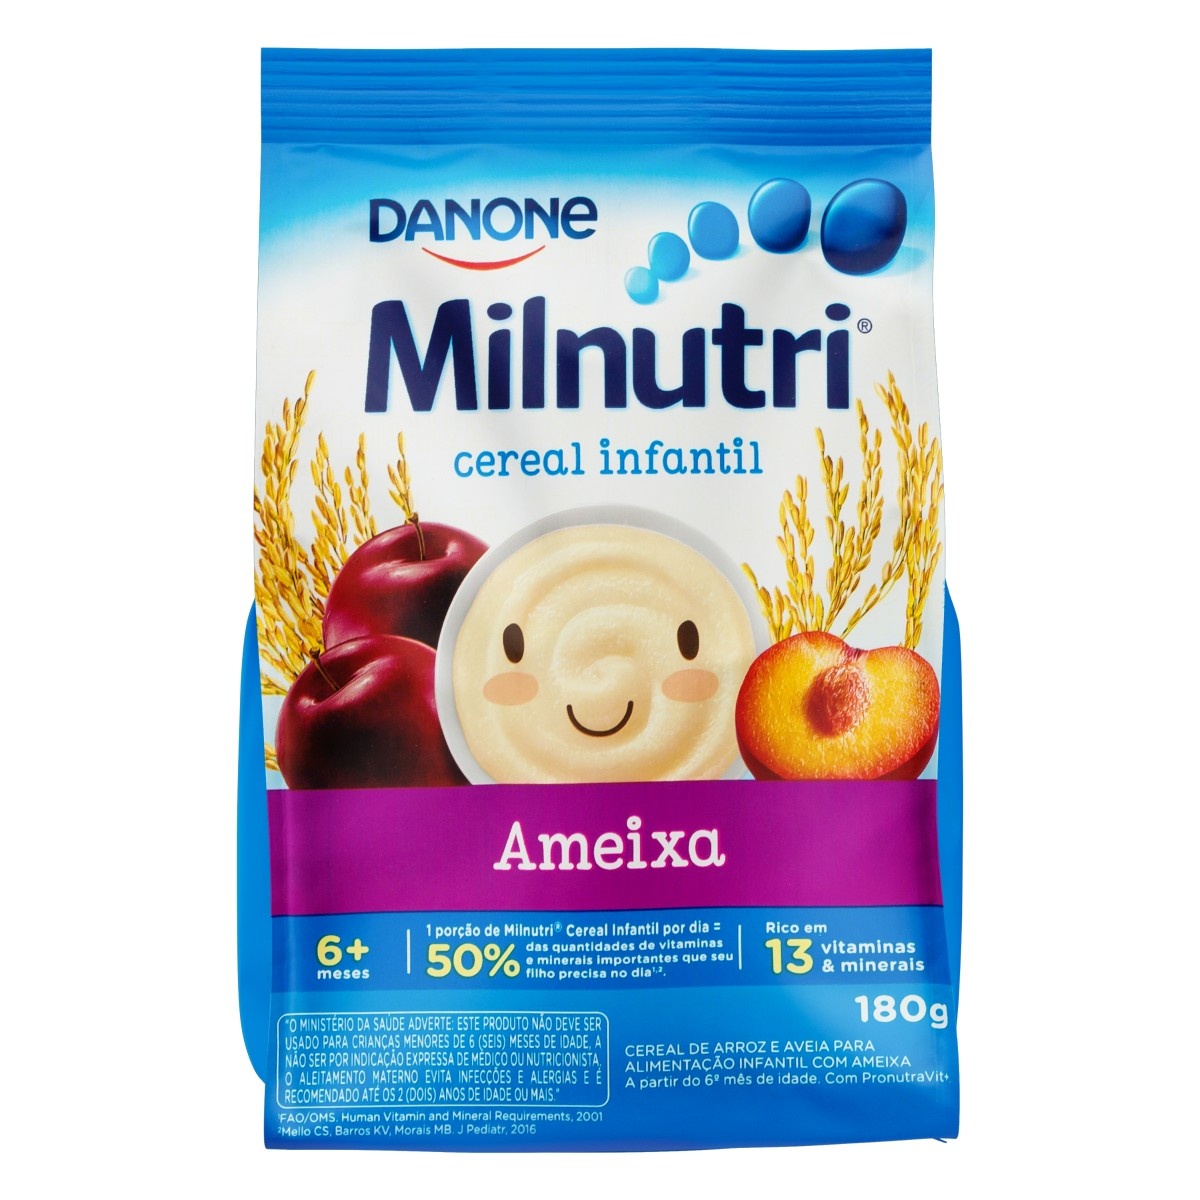 DANONE
Milnutri®
cereal infantil
Ameixa
6+
meses
1 porção de Milnutri® Cereal Infantil por dia =
50% das quantidades de vitaminas
e minerais importantes que seu
filho precisa no dia¹,².
Rico em
13 vitaminas
& minerais
180g
"O MINISTÉRIO DA SAÚDE ADVERTE: ESTE PRODUTO NÃO DEVE SER
USADO PARA CRIANÇAS MENORES DE 6 (SEIS) MESES DE IDADE, A
NÃO SER POR INDICAÇÃO EXPRESSA DE MÉDICO OU NUTRICIONISTA.
O ALEITAMENTO MATERNO EVITA INFECÇÕES E ALERGIAS E É
RECOMENDADO ATÉ OS 2 (DOIS) ANOS DE IDADE OU MAIS."
CEREAL DE ARROZ E AVEIA PARA
ALIMENTAÇÃO INFANTIL COM AMEIXA
A partir do 6º mês de idade. Com PronutraVit+
¹FAO/OMS. Human Vitamin and Mineral Requirements, 2001
²Mello CS, Barros KV, Morais MB. J Pediatr, 2016